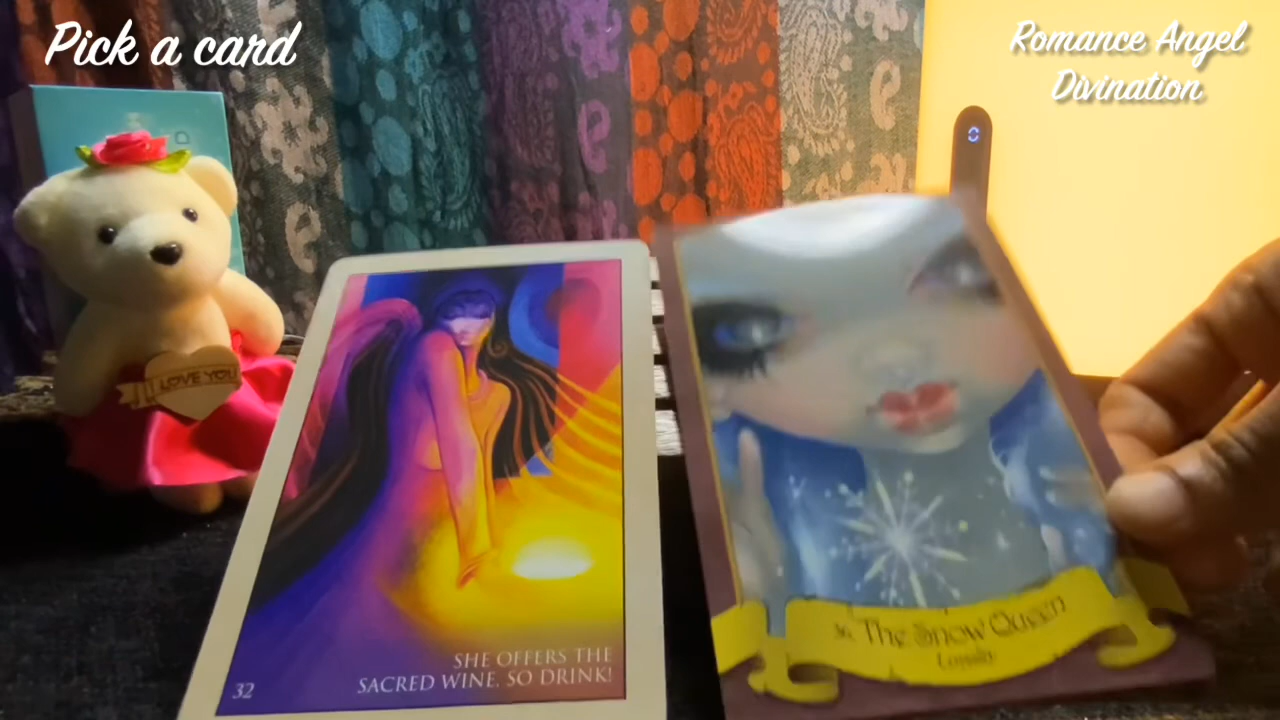 Pick a card
Romance Angel
Divination
I LOVE YOU
SHE OFFERS THE
SACRED WINE. SO DRINK!
32
The Snow Queen